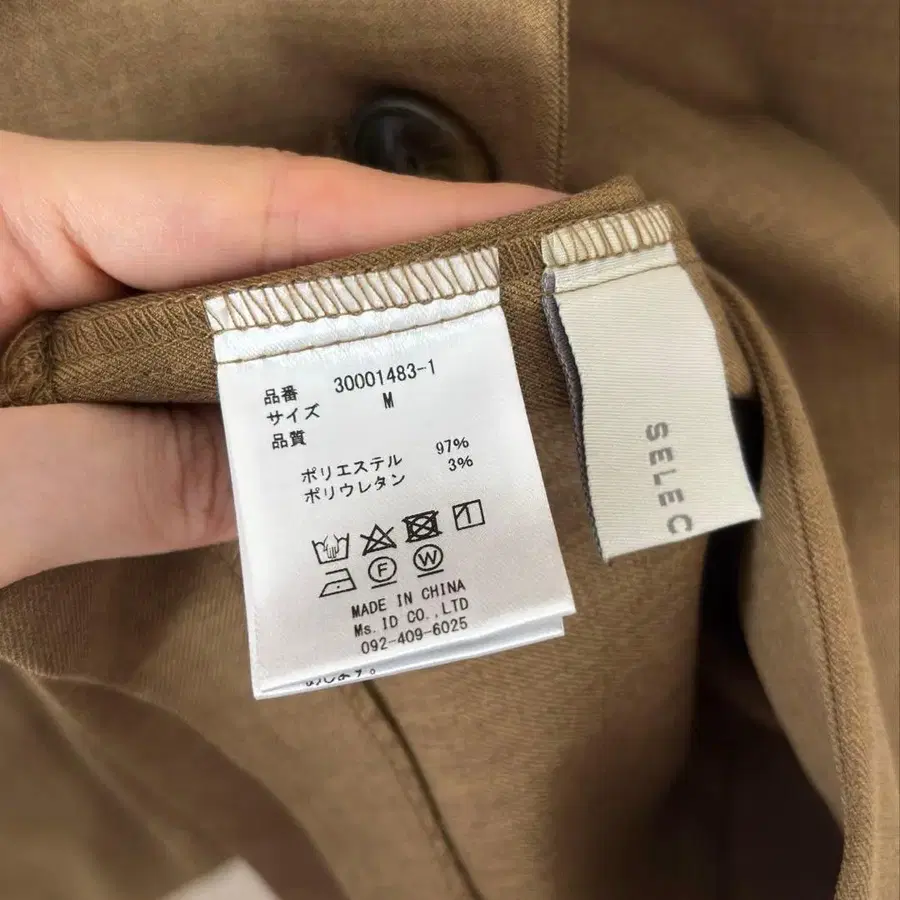 品番 30001483-1
サイズ M
品質
ポリエステル 97%
ポリウレタン 3%
F W
MADE IN CHINA
Ms. ID CO.,LTD
092-409-6025
SELEC